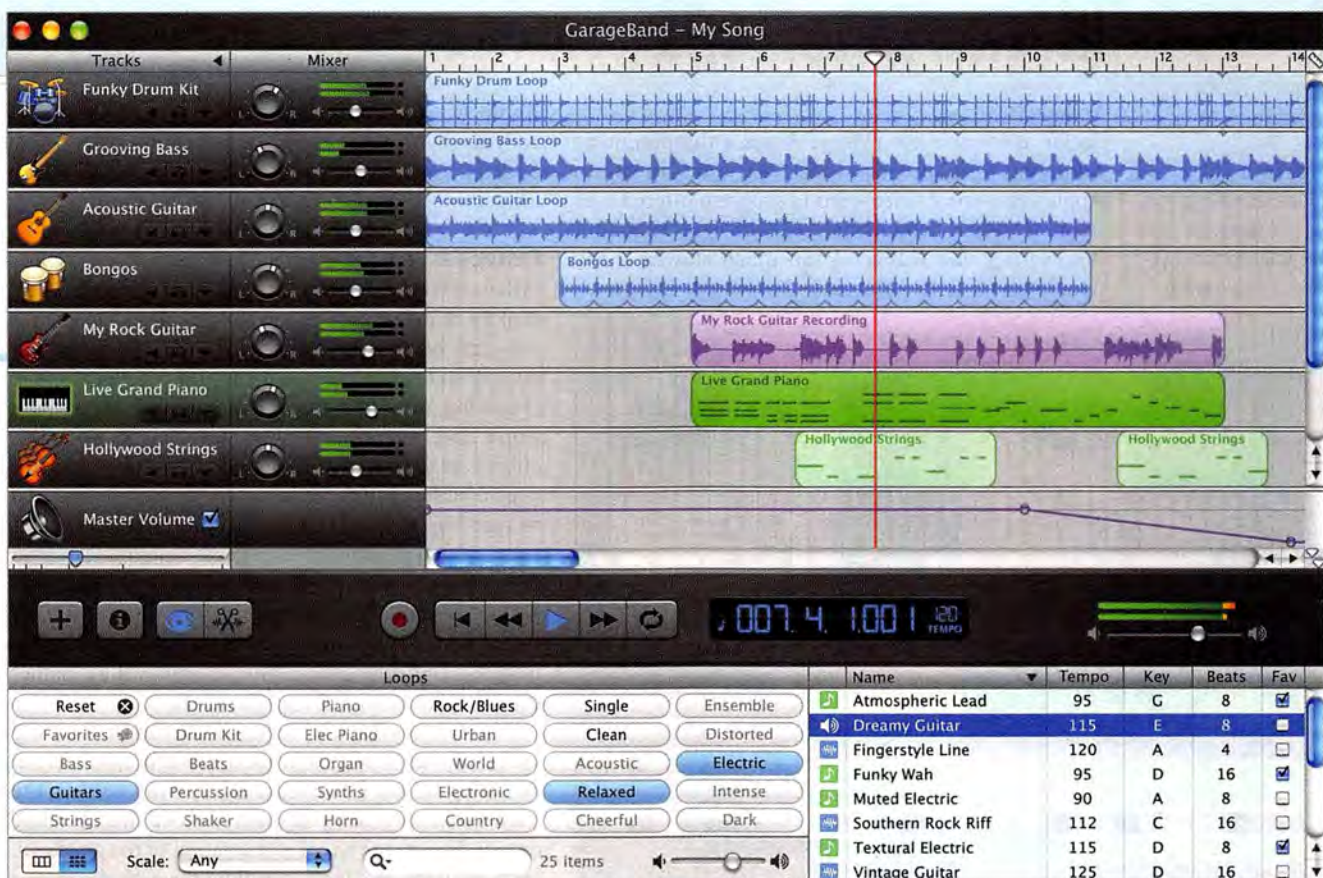 GarageBand – My Song
Tracks Mixer 1 2 3 4 5 6 7 8 9 10 11 12 13 14
Funky Drum Kit Funky Drum Loop
L R
Grooving Bass Grooving Bass Loop
L R
Acoustic Guitar Acoustic Guitar Loop
L R
Bongos Bongos Loop
L R
My Rock Guitar My Rock Guitar Recording
L R
Live Grand Piano Live Grand Piano
L R
Hollywood Strings Hollywood Strings Hollywood Strings
L R
Master Volume
007. 4. 1.001 120
TEMPO
Loops Name Tempo Key Beats Fav
Reset Drums Piano Rock/Blues Single Ensemble Atmospheric Lead 95 G 8
Favorites Drum Kit Elec Piano Urban Clean Distorted Dreamy Guitar 115 E 8
Bass Beats Organ World Acoustic Electric Fingerstyle Line 120 A 4
Guitars Percussion Synths Electronic Relaxed Intense Funky Wah 95 D 16
Strings Shaker Horn Country Cheerful Dark Muted Electric 90 A 8
Southern Rock Riff 112 C 16
Scale: Any 25 items Textural Electric 115 D 8
Vintage Guitar 125 D 16